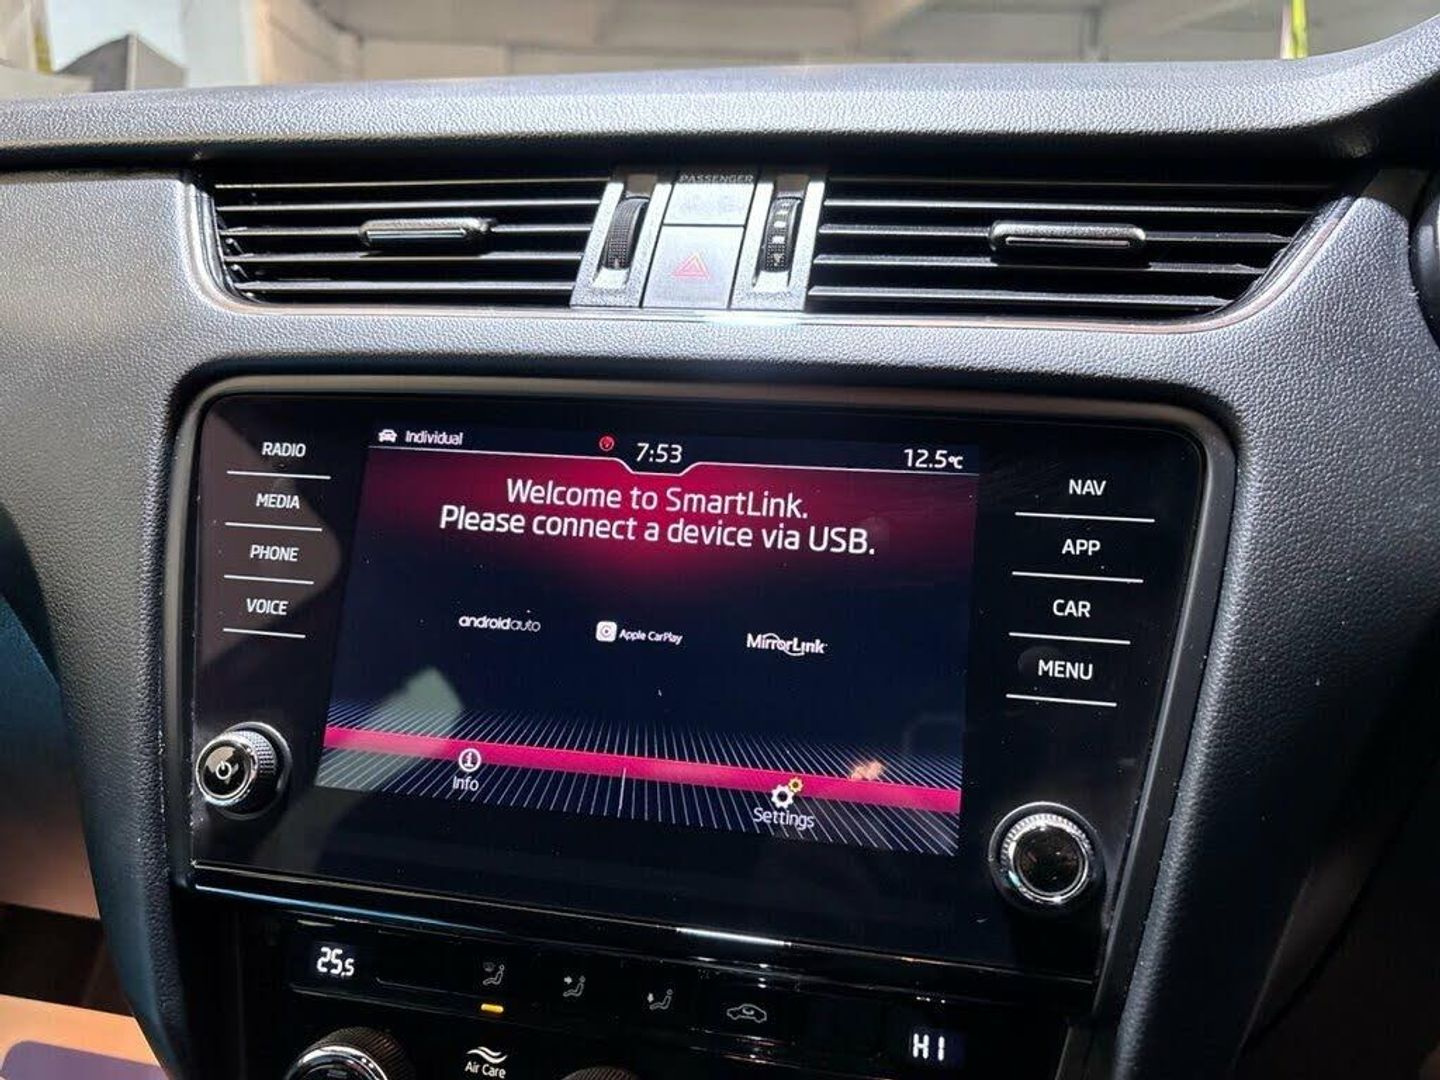 PASSENGER
RADIO
MEDIA
PHONE
VOICE
Individual
7:53
12.5°C
Welcome to SmartLink.
Please connect a device via USB.
androidauto
Apple CarPlay
MirrorLink
Info
Settings
NAV
APP
CAR
MENU
25.5
HI
Air Care